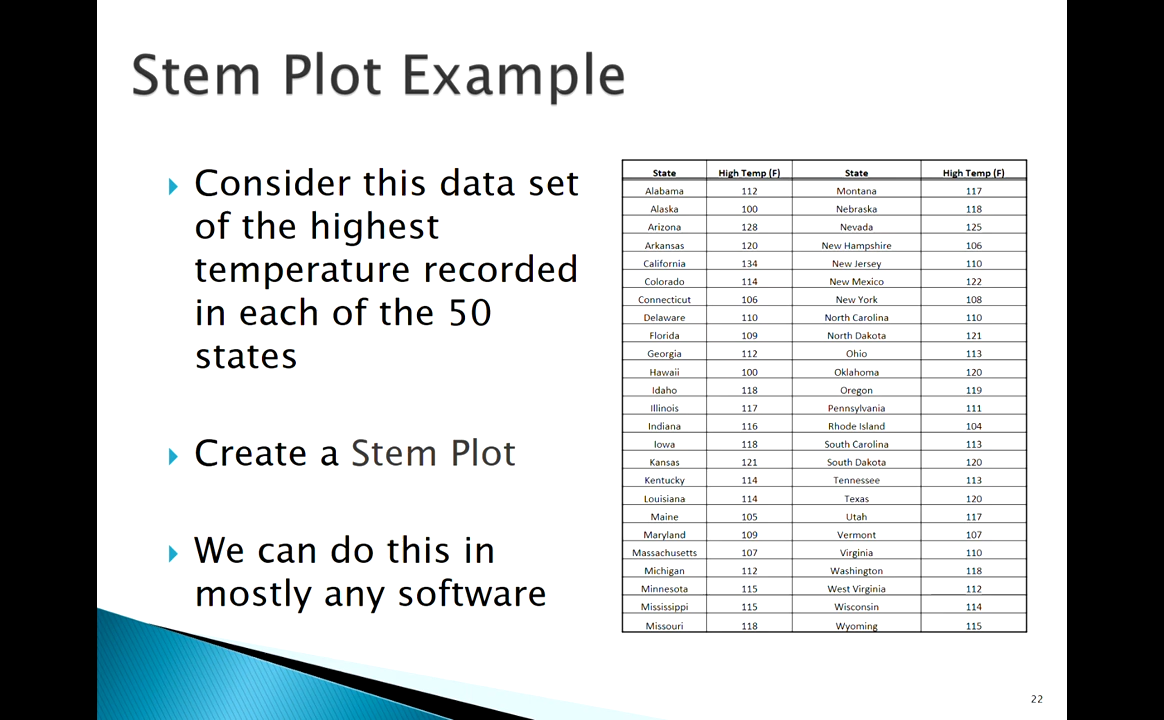 Stem Plot Example
Consider this data set
of the highest
temperature recorded
in each of the 50
states
Create a Stem Plot
We can do this in
mostly any software
State High Temp (F) State High Temp (F)
Alabama 112 Montana 117
Alaska 100 Nebraska 118
Arizona 128 Nevada 125
Arkansas 120 New Hampshire 106
California 134 New Jersey 110
Colorado 114 New Mexico 122
Connecticut 106 New York 108
Delaware 110 North Carolina 110
Florida 109 North Dakota 121
Georgia 112 Ohio 113
Hawaii 100 Oklahoma 120
Idaho 118 Oregon 119
Illinois 117 Pennsylvania 111
Indiana 116 Rhode Island 104
Iowa 118 South Carolina 113
Kansas 121 South Dakota 120
Kentucky 114 Tennessee 113
Louisiana 114 Texas 120
Maine 105 Utah 117
Maryland 109 Vermont 107
Massachusetts 107 Virginia 110
Michigan 112 Washington 118
Minnesota 115 West Virginia 112
Mississippi 115 Wisconsin 114
Missouri 118 Wyoming 115
22